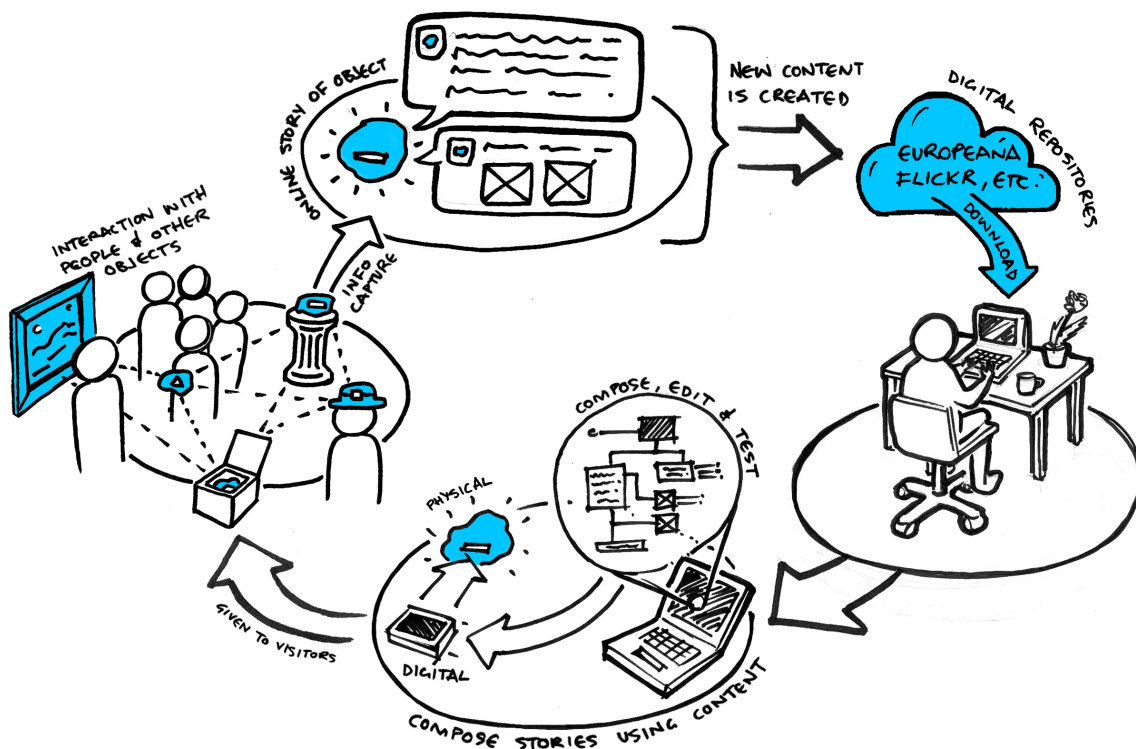 ONLINE STORY OF OBJECT
NEW CONTENT
IS CREATED
DIGITAL REPOSITORIES
EUROPEANA
FLICKR, ETC.
DOWNLOAD
INTERACTION WITH
PEOPLE & OTHER
OBJECTS
INFO
CAPTURE
COMPOSE, EDIT & TEST
PHYSICAL
DIGITAL
GIVEN TO VISITORS
COMPOSE STORIES USING CONTENT